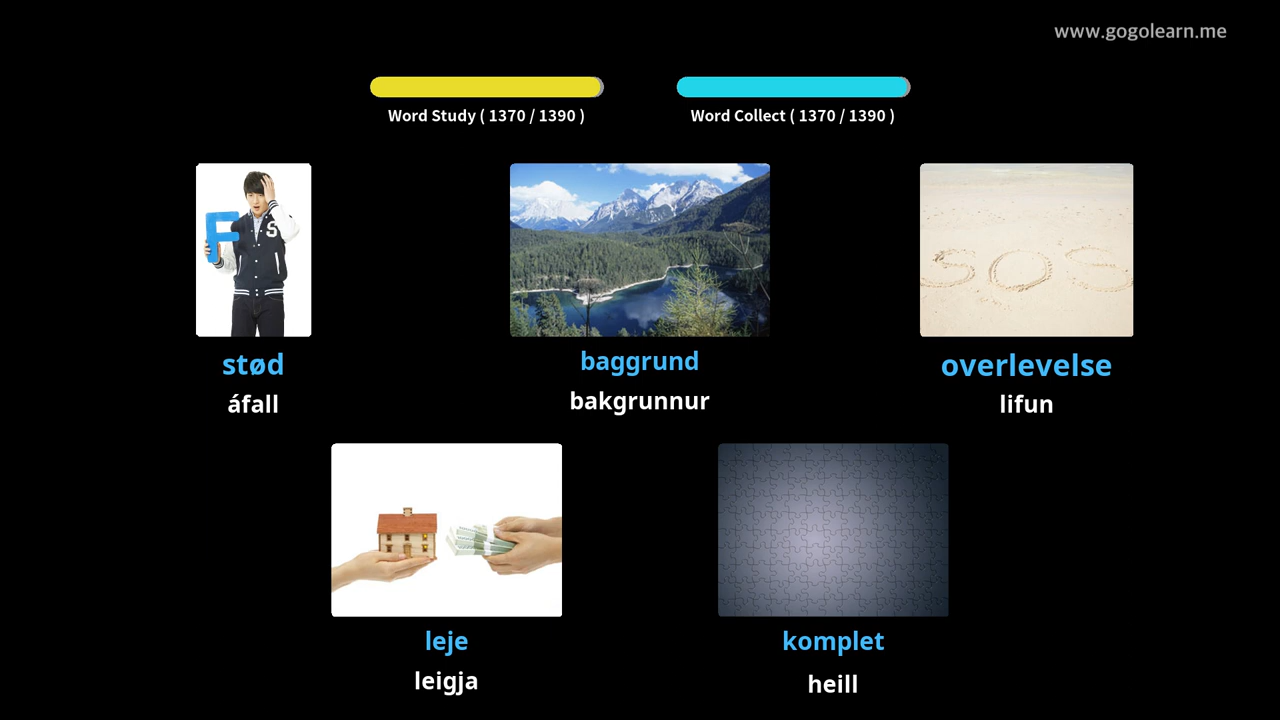 www.gogolearn.me
Word Study ( 1370 / 1390 )
Word Collect ( 1370 / 1390 )
F
S
SOS
stød
baggrund
overlevelse
áfall
bakgrunnur
lifun
leje
komplet
leigja
heill